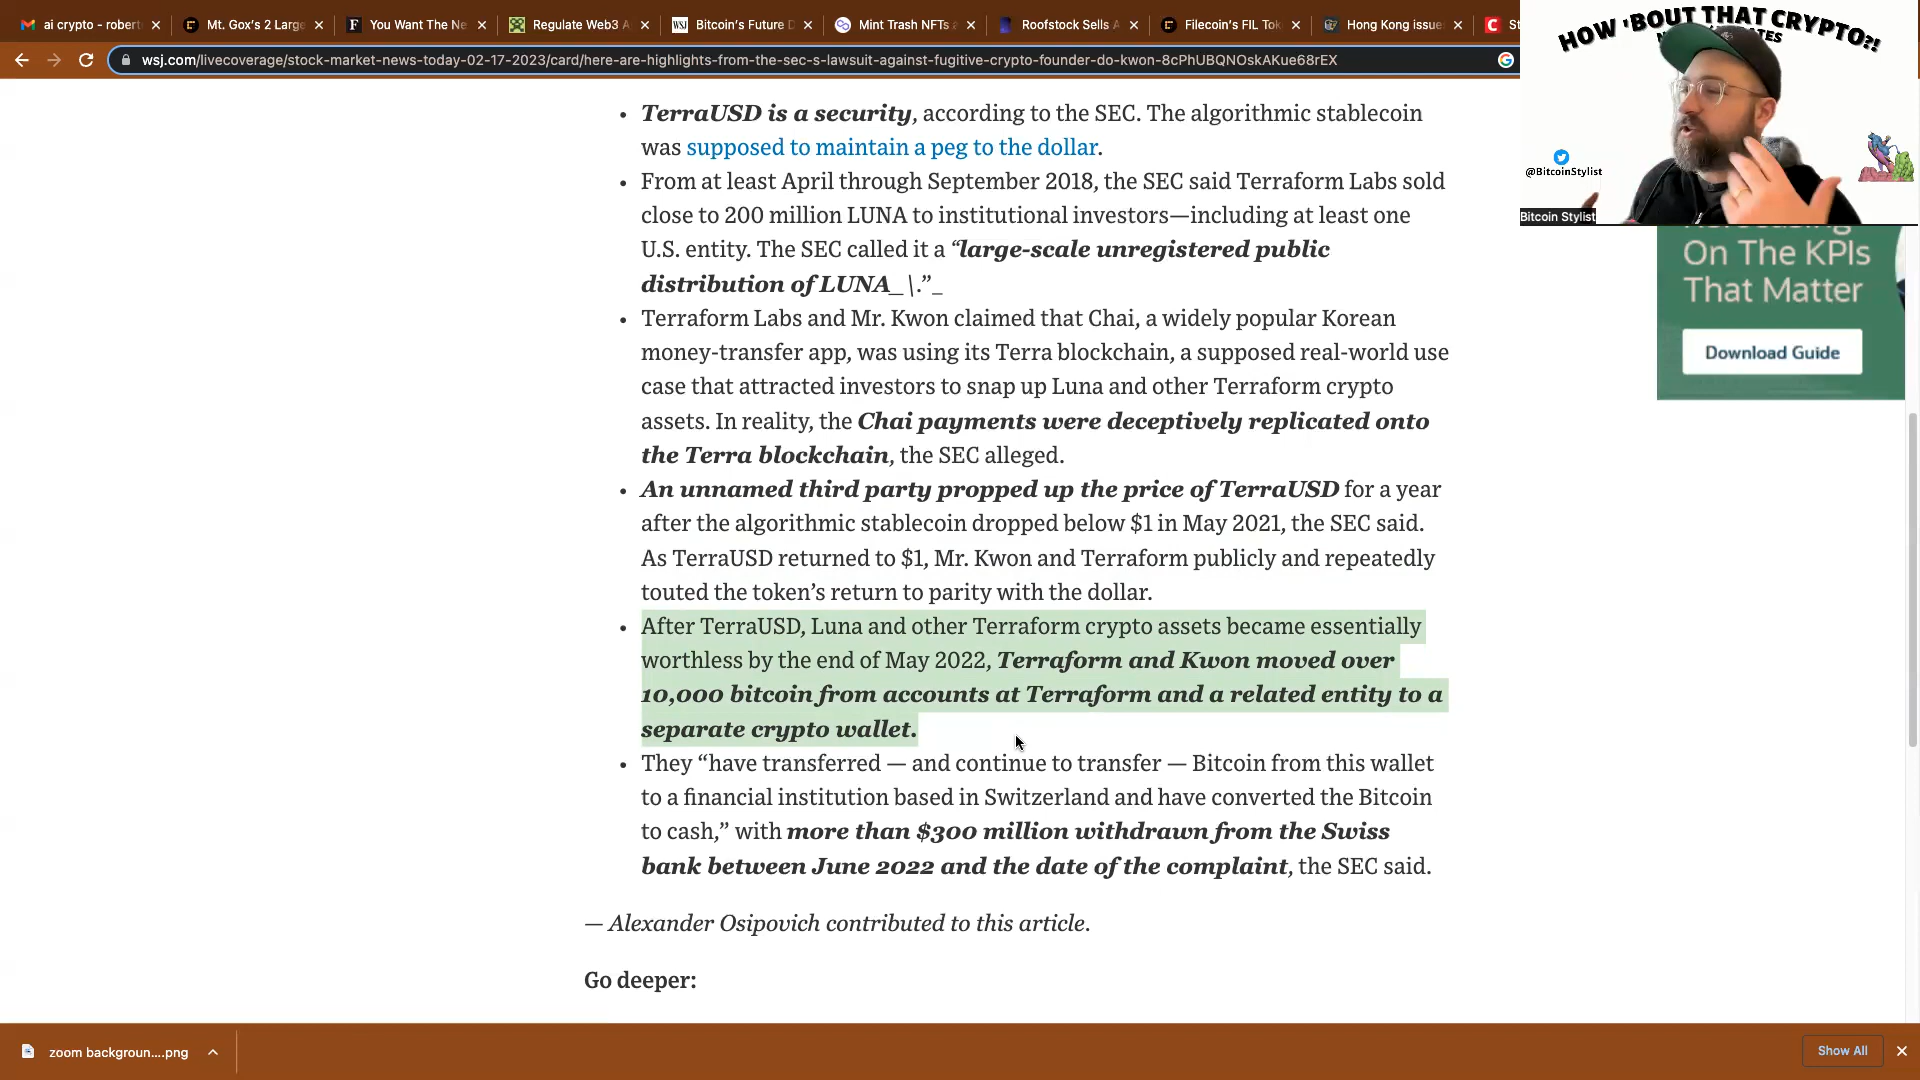 ai crypto - robert
Mt. Gox's 2 Large
You Want The Ne
Regulate Web3 A
Bitcoin's Future D
Mint Trash NFTs a
Roofstock Sells A
Filecoin's FIL Tok
Hong Kong issue
St
HOW 'BOUT THAT CRYPTO?!
wsj.com/livecoverage/stock-market-news-today-02-17-2023/card/here-are-highlights-from-the-sec-s-lawsuit-against-fugitive-crypto-founder-do-kwon-8cPhUBQNOskAKue68rEX
@BitcoinStylist
Bitcoin Stylist
• TerraUSD is a security, according to the SEC. The algorithmic stablecoin
was supposed to maintain a peg to the dollar.
• From at least April through September 2018, the SEC said Terraform Labs sold
close to 200 million LUNA to institutional investors—including at least one
U.S. entity. The SEC called it a “large-scale unregistered public
distribution of LUNA_\.”_
• Terraform Labs and Mr. Kwon claimed that Chai, a widely popular Korean
money-transfer app, was using its Terra blockchain, a supposed real-world use
case that attracted investors to snap up Luna and other Terraform crypto
assets. In reality, the Chai payments were deceptively replicated onto
the Terra blockchain, the SEC alleged.
• An unnamed third party propped up the price of TerraUSD for a year
after the algorithmic stablecoin dropped below $1 in May 2021, the SEC said.
As TerraUSD returned to $1, Mr. Kwon and Terraform publicly and repeatedly
touted the token’s return to parity with the dollar.
• After TerraUSD, Luna and other Terraform crypto assets became essentially
worthless by the end of May 2022, Terraform and Kwon moved over
10,000 bitcoin from accounts at Terraform and a related entity to a
separate crypto wallet.
• They “have transferred — and continue to transfer — Bitcoin from this wallet
to a financial institution based in Switzerland and have converted the Bitcoin
to cash,” with more than $300 million withdrawn from the Swiss
bank between June 2022 and the date of the complaint, the SEC said.
— Alexander Osipovich contributed to this article.
Go deeper:
On The KPIs
That Matter
Download Guide
zoom backgroun....png
Show All